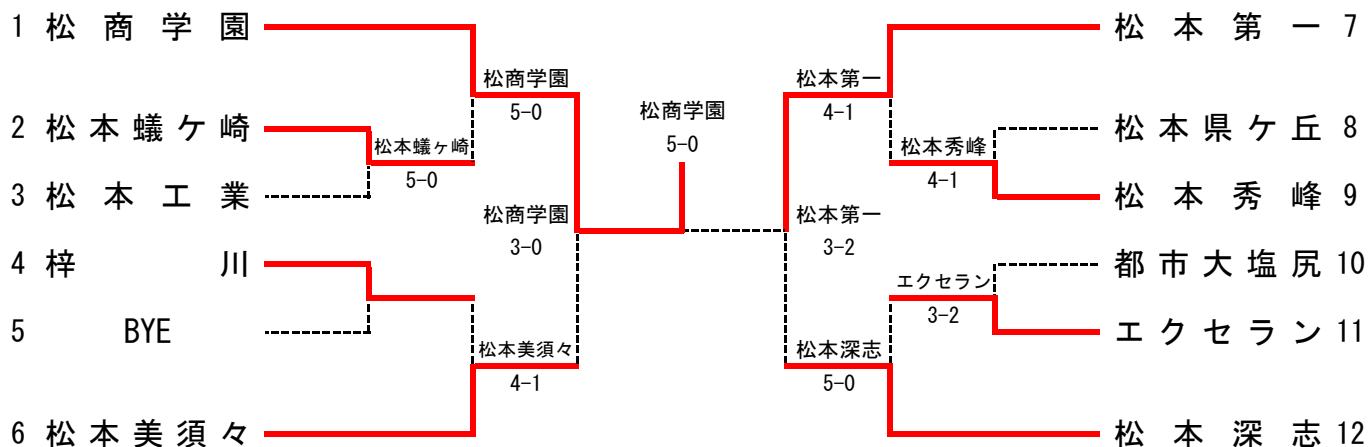 1 松商学園
松本第一 7
松商学園
松本第一
5-0
松商学園
4-1
2 松本蟻ケ崎
松本県ケ丘 8
松本蟻ヶ崎
5-0
松本秀峰
5-0
4-1
3 松本工業
松本秀峰 9
松商学園
松本第一
3-0
3-2
4 梓川
都市大塩尻 10
エクセラン
3-2
5 BYE
エクセラン 11
松本美須々
松本深志
4-1
5-0
6 松本美須々
松本深志 12